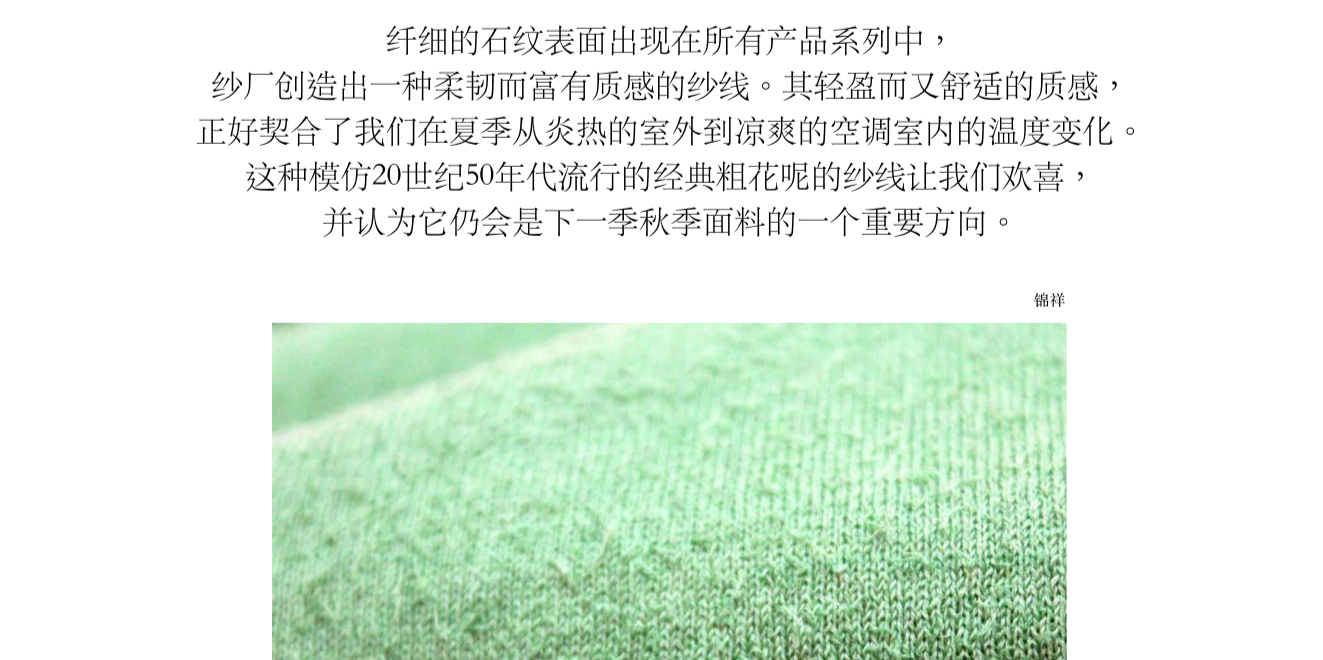 纤细的石纹表面出现在所有产品系列中，
纱厂创造出一种柔韧而富有质感的纱线。其轻盈而又舒适的质感，
正好契合了我们在夏季从炎热的室外到凉爽的空调室内的温度变化。
这种模仿20世纪50年代流行的经典粗花呢的纱线让我们欢喜，
并认为它仍会是下一季秋季面料的一个重要方向。
锦祥